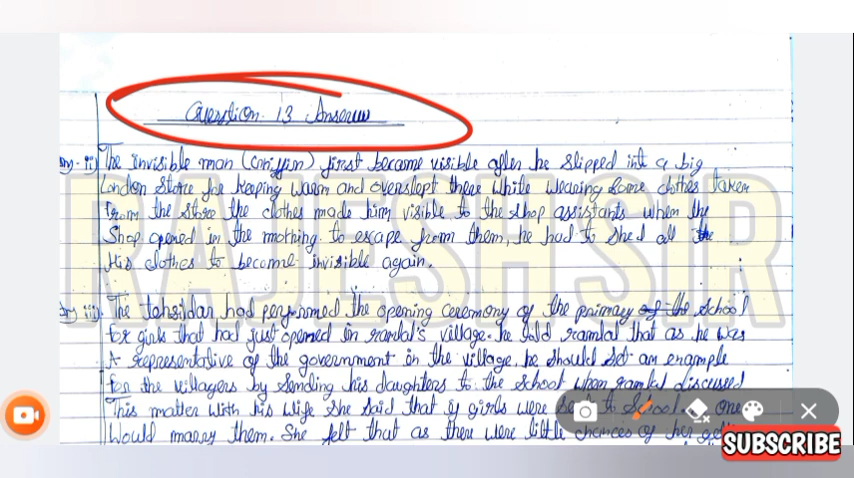 Question 13 Answer
Ans ii) The invisible man (Griffin) first became visible after he slipped into a big
London store for keeping warm and overslept there while wearing some clothes taken
from the store the clothes made him visible to the shop assistants when the
Shop opened in the morning. to escape from them, he had to shed all the
His clothes to become invisible again.
Ans iii) The tahsildar had performed the opening ceremony of the primary of the School
for girls that had just opened in ramlal's village. he told ramlal that as he was
A representative of the government in the village, he should set an example
for the villagers by sending his daughters to the school when ramlal discussed
This matter with his wife She said that if girls were sent to School. one
Would marry them. She felt that as there were little chances of her
RAJESH SIR
SUBSCRIBE